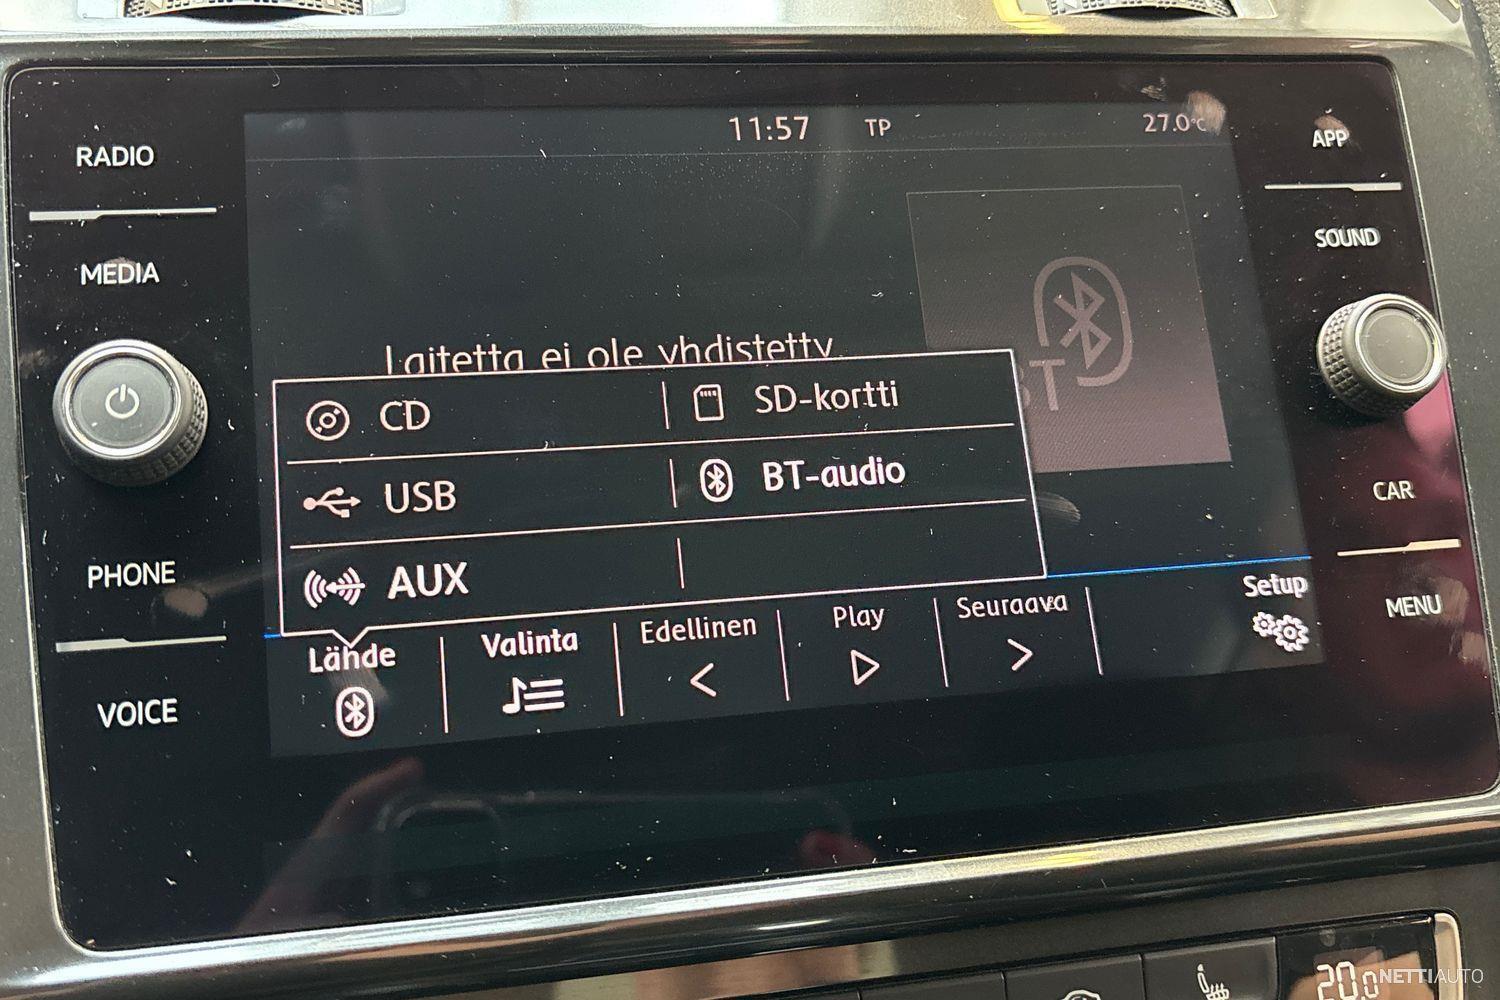 11:57 TP 27.0°C
RADIO
APP
MEDIA
SOUND
Laitetta ei ole yhdistetty.
BT
CD
SD-kortti
USB
BT-audio
AUX
CAR
PHONE
MENU
VOICE
Lähde
Valinta
Edellinen
Play
Seuraava
Setup
20.0
NETTIAUTO